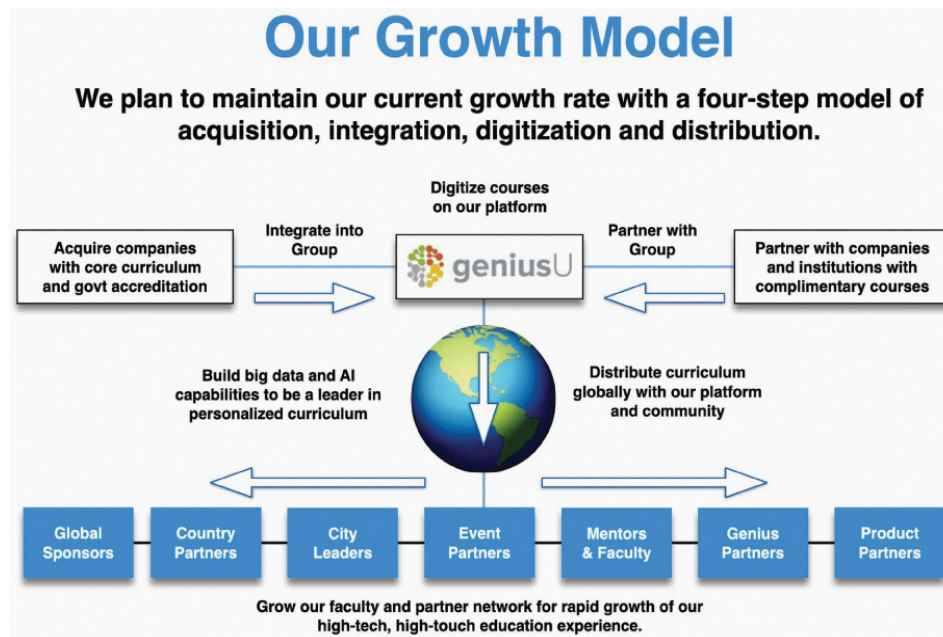 Our Growth Model
We plan to maintain our current growth rate with a four-step model of
acquisition, integration, digitization and distribution.
Digitize courses
on our platform
Acquire companies
with core curriculum
and govt accreditation
Integrate into
Group
geniusU
Partner with
Group
Partner with companies
and institutions with
complimentary courses
Build big data and AI
capabilities to be a leader in
personalized curriculum
Distribute curriculum
globally with our platform
and community
Global
Sponsors
Country
Partners
City
Leaders
Event
Partners
Mentors
& Faculty
Genius
Partners
Product
Partners
Grow our faculty and partner network for rapid growth of our
high-tech, high-touch education experience.